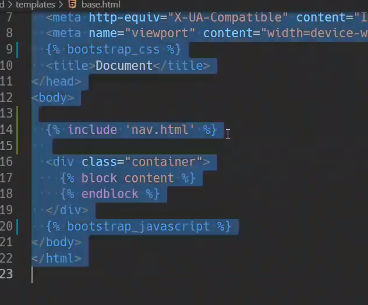 d > templates > base.html
7 <meta http-equiv="X-UA-Compatible" content="I
8 <meta name="viewport" content="width=device-w
9 {% bootstrap_css %}
10 <title>Document</title>
11 </head>
12 <body>
13
14 {% include 'nav.html' %}
15
16 <div class="container">
17 {% block content %}
18 {% endblock %}
19 </div>
20 {% bootstrap_javascript %}
21 </body>
22 </html>
23